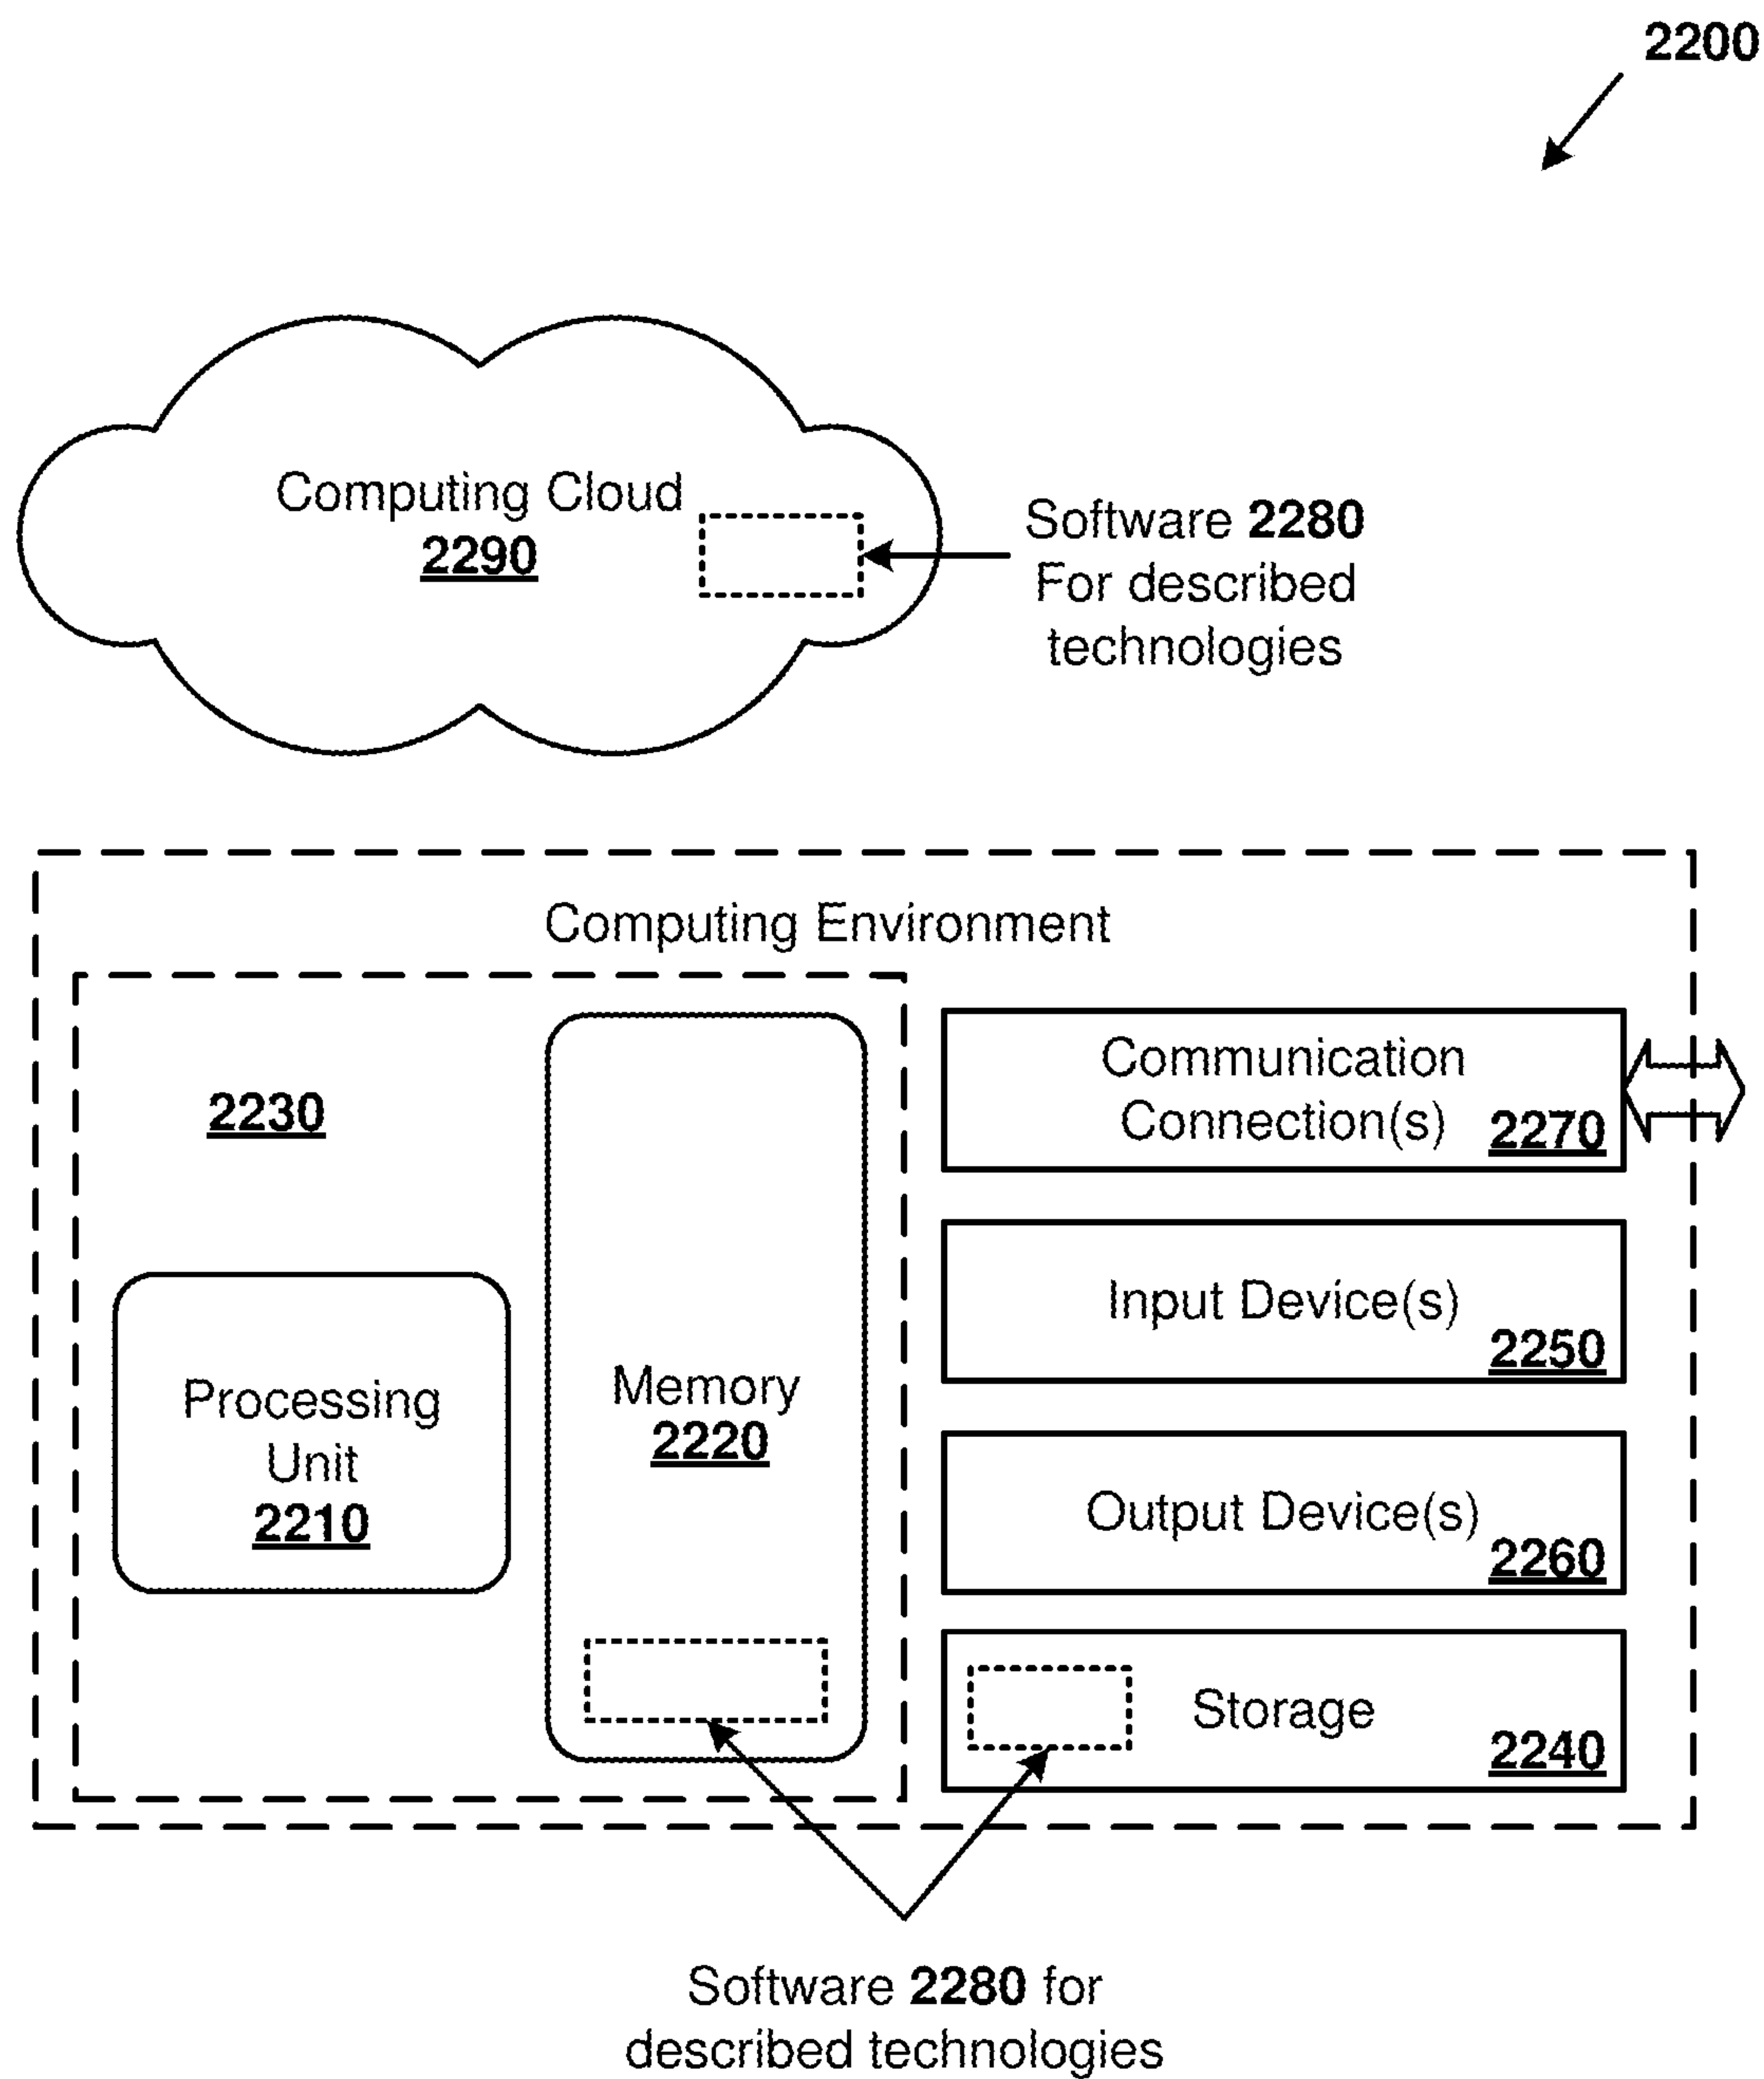 2200
Computing Cloud
2290
Software 2280
For described
technologies
Computing Environment
2230
Processing
Unit
2210
Memory
2220
Communication
Connection(s) 2270
Input Device(s)
2250
Output Device(s)
2260
Storage
2240
Software 2280 for
described technologies